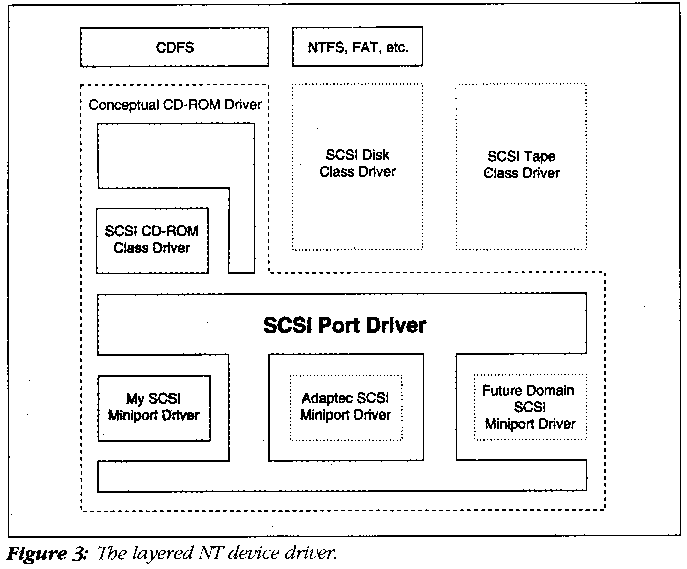 CDFS
NTFS, FAT, etc.
Conceptual CD-ROM Driver
SCSI Disk
Class Driver
SCSI Tape
Class Driver
SCSI CD-ROM
Class Driver
SCSI Port Driver
My SCSI
Miniport Driver
Adaptec SCSI
Miniport Driver
Future Domain
SCSI
Miniport Driver
Figure 3: The layered NT device driver.